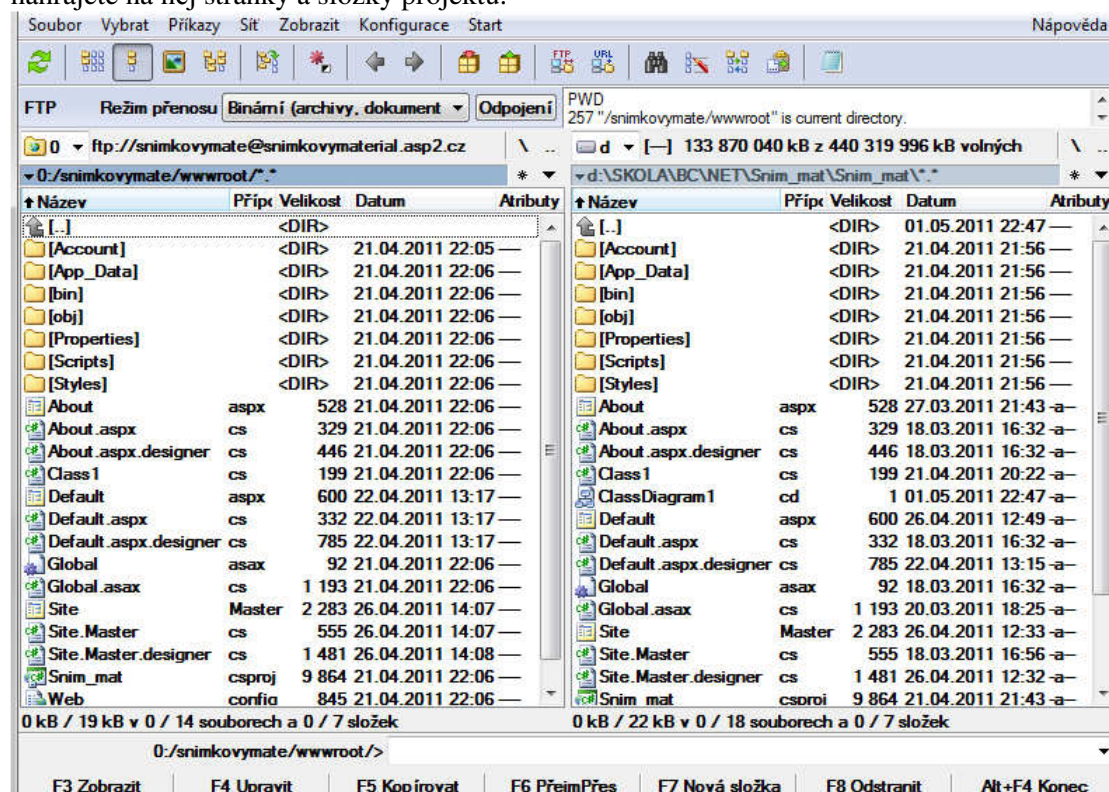 nahrajete na něj stránky a složky projektu.
Soubor Vybrat Příkazy Síť Zobrazit Konfigurace Start Nápověda
FTP URL
FTP Režim přenosu Binární (archivy, dokument Odpojení
PWD
257 "/snimkovymate/wwwroot" is current directory.
0 ftp://snimkovymate@snimkovymaterial.asp2.cz \ ..
0:/snimkovymate/wwwroot/*.* *
Název Přípo Velikost Datum Atributy
[..] <DIR>
[Account] <DIR> 21.04.2011 22:05 —
[App_Data] <DIR> 21.04.2011 22:06 —
[bin] <DIR> 21.04.2011 22:06 —
[obj] <DIR> 21.04.2011 22:06 —
[Properties] <DIR> 21.04.2011 22:06 —
[Scripts] <DIR> 21.04.2011 22:06 —
[Styles] <DIR> 21.04.2011 22:06 —
About aspx 528 21.04.2011 22:06 —
About.aspx cs 329 21.04.2011 22:06 —
About.aspx.designer cs 446 21.04.2011 22:06 —
Class1 cs 199 21.04.2011 22:06 —
Default aspx 600 22.04.2011 13:17 —
Default.aspx cs 332 22.04.2011 13:17 —
Default.aspx.designer cs 785 22.04.2011 13:17 —
Global asax 92 21.04.2011 22:06 —
Global.asax cs 1 193 21.04.2011 22:06 —
Site Master 2 283 26.04.2011 14:07 —
Site.Master cs 555 26.04.2011 14:07 —
Site.Master.designer cs 1 481 26.04.2011 14:08 —
Snim_mat csproj 9 864 21.04.2011 22:06 —
Web config 845 21.04.2011 22:06 —
0 kB / 19 kB v 0 / 14 souborech a 0 / 7 složek
d [—] 133 870 040 kB z 440 319 996 kB volných \ ..
d:\SKOLA\BC\NET\Snim_mat\Snim_mat\*.* *
Název Přípo Velikost Datum Atributy
[..] <DIR> 01.05.2011 22:47 —
[Account] <DIR> 21.04.2011 21:56 —
[App_Data] <DIR> 21.04.2011 21:56 —
[bin] <DIR> 21.04.2011 21:56 —
[obj] <DIR> 21.04.2011 21:56 —
[Properties] <DIR> 21.04.2011 21:56 —
[Scripts] <DIR> 21.04.2011 21:56 —
[Styles] <DIR> 21.04.2011 21:56 —
About aspx 528 27.03.2011 21:43 -a–
About.aspx cs 329 18.03.2011 16:32 -a–
About.aspx.designer cs 446 18.03.2011 16:32 -a–
Class1 cs 199 21.04.2011 20:22 -a–
ClassDiagram1 cd 1 01.05.2011 22:47 -a–
Default aspx 600 26.04.2011 12:49 -a–
Default.aspx cs 332 18.03.2011 16:32 -a–
Default.aspx.designer cs 785 22.04.2011 13:15 -a–
Global asax 92 18.03.2011 16:32 -a–
Global.asax cs 1 193 20.03.2011 18:25 -a–
Site Master 2 283 26.04.2011 12:33 -a–
Site.Master cs 555 18.03.2011 16:56 -a–
Site.Master.designer cs 1 481 26.04.2011 12:32 -a–
Snim_mat csproj 9 864 21.04.2011 21:43 -a–
0 kB / 22 kB v 0 / 18 souborech a 0 / 7 složek
0:/snimkovymate/wwwroot/>
F3 Zobrazit F4 Upravit F5 Kopírovat F6 PřejmPřes F7 Nová složka F8 Odstranit Alt+F4 Konec